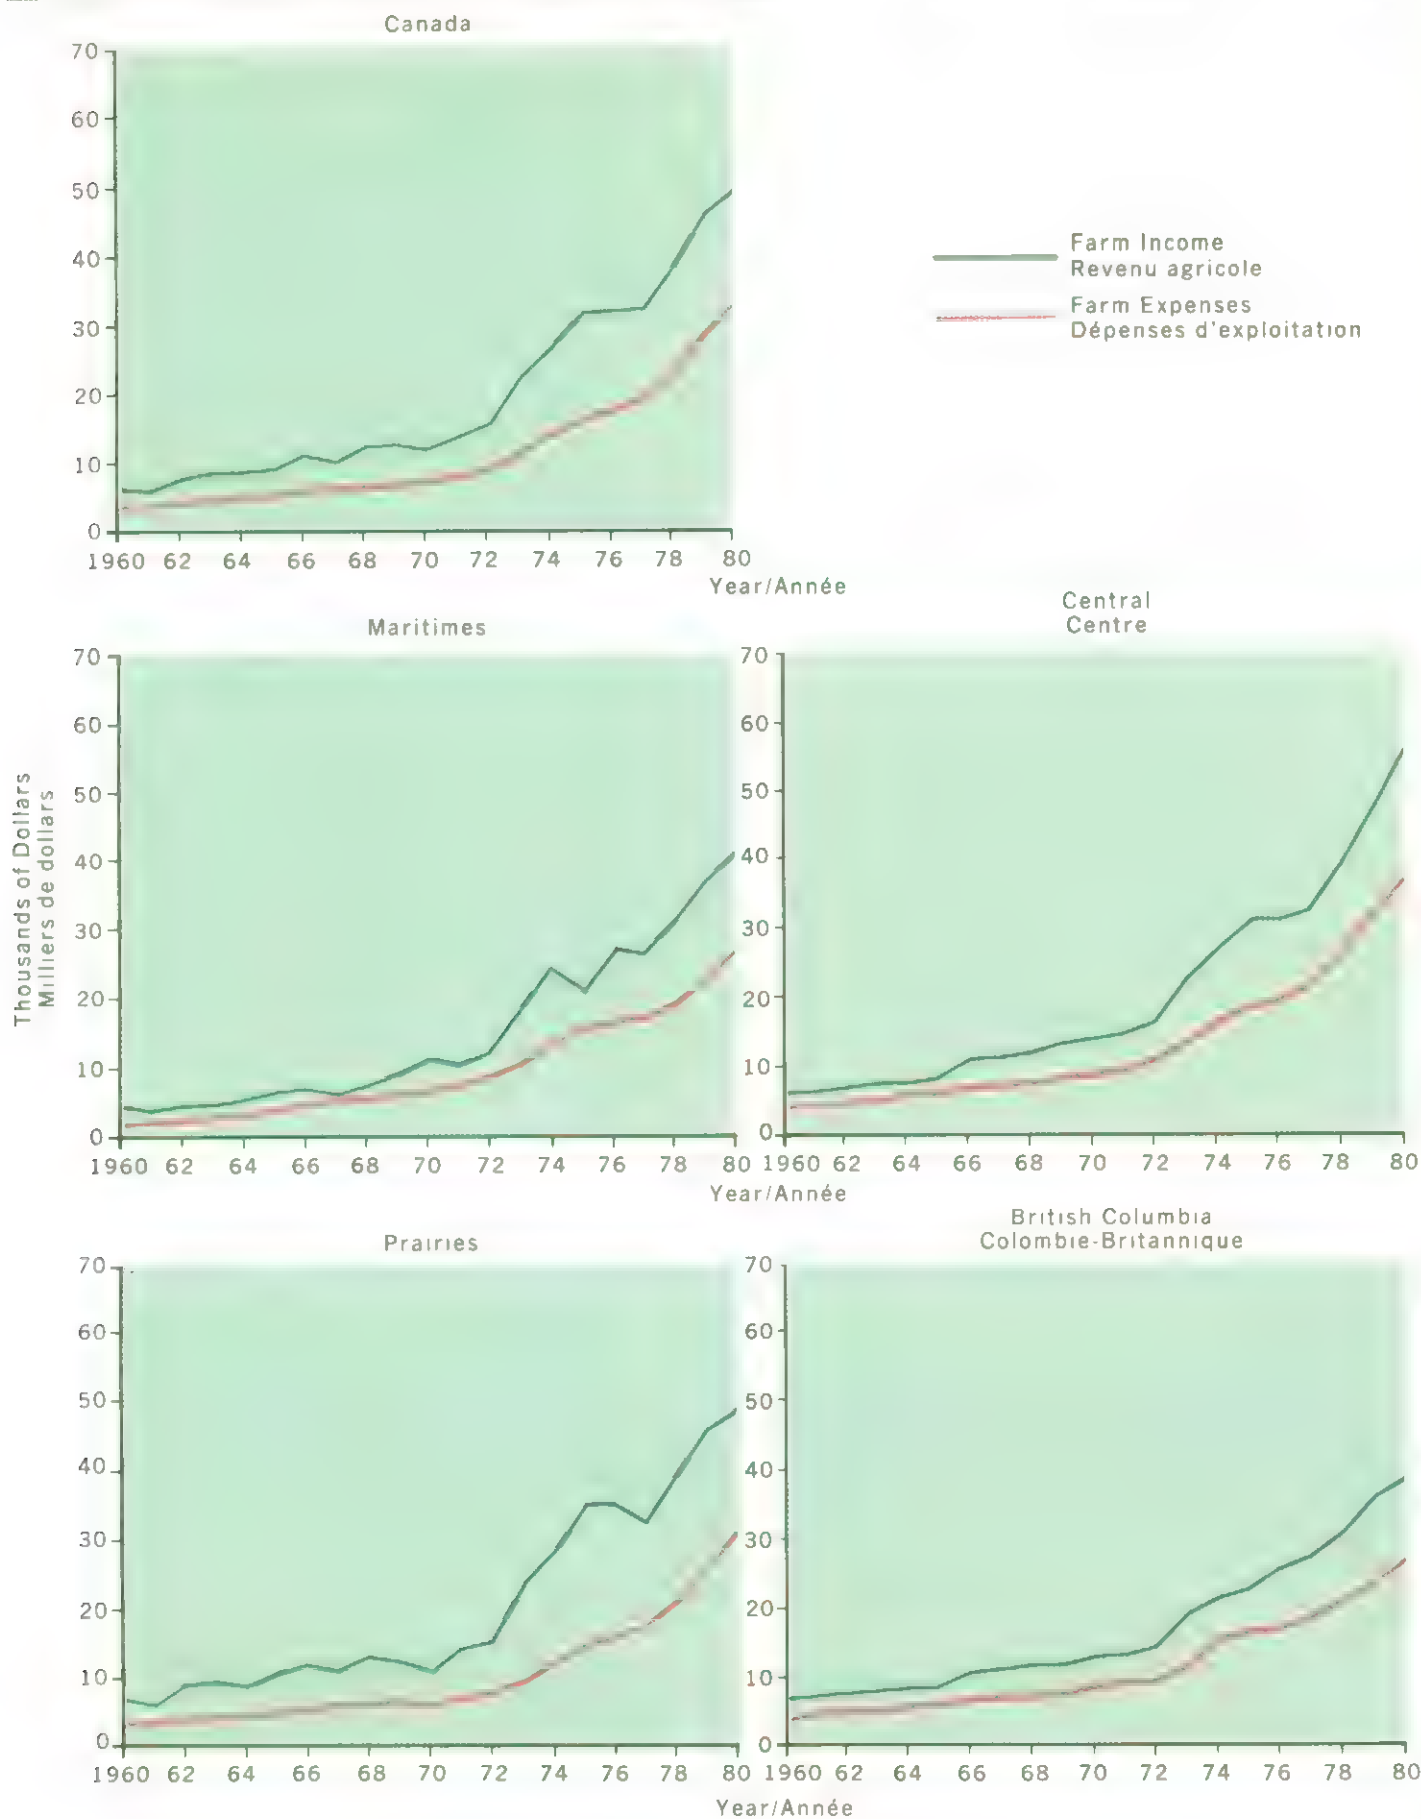 Canada
70
60
50
40
30
20
10
0
1960 62 64 66 68 70 72 74 76 78 80
Year/Année
Farm Income
Revenu agricole
Farm Expenses
Dépenses d'exploitation
Thousands of Dollars
Milliers de dollars
Maritimes
70
60
50
40
30
20
10
0
1960 62 64 66 68 70 72 74 76 78 80
Year/Année
Central
Centre
70
60
50
40
30
20
10
0
1960 62 64 66 68 70 72 74 76 78 80
Prairies
70
60
50
40
30
20
10
0
1960 62 64 66 68 70 72 74 76 78 80
Year/Année
British Columbia
Colombie-Britannique
70
60
50
40
30
20
10
0
1960 62 64 66 68 70 72 74 76 78 80